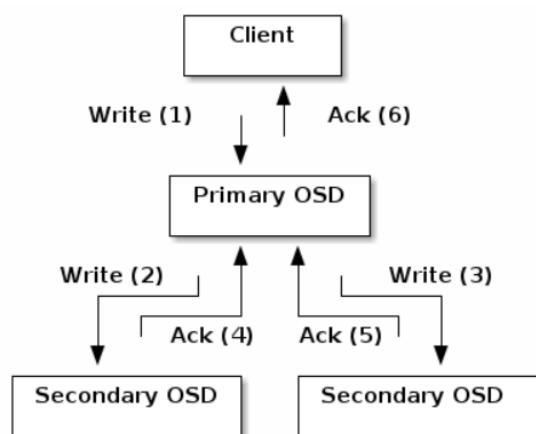 Client
Write (1)
Ack (6)
Primary OSD
Write (2)
Write (3)
Ack (4)
Ack (5)
Secondary OSD
Secondary OSD